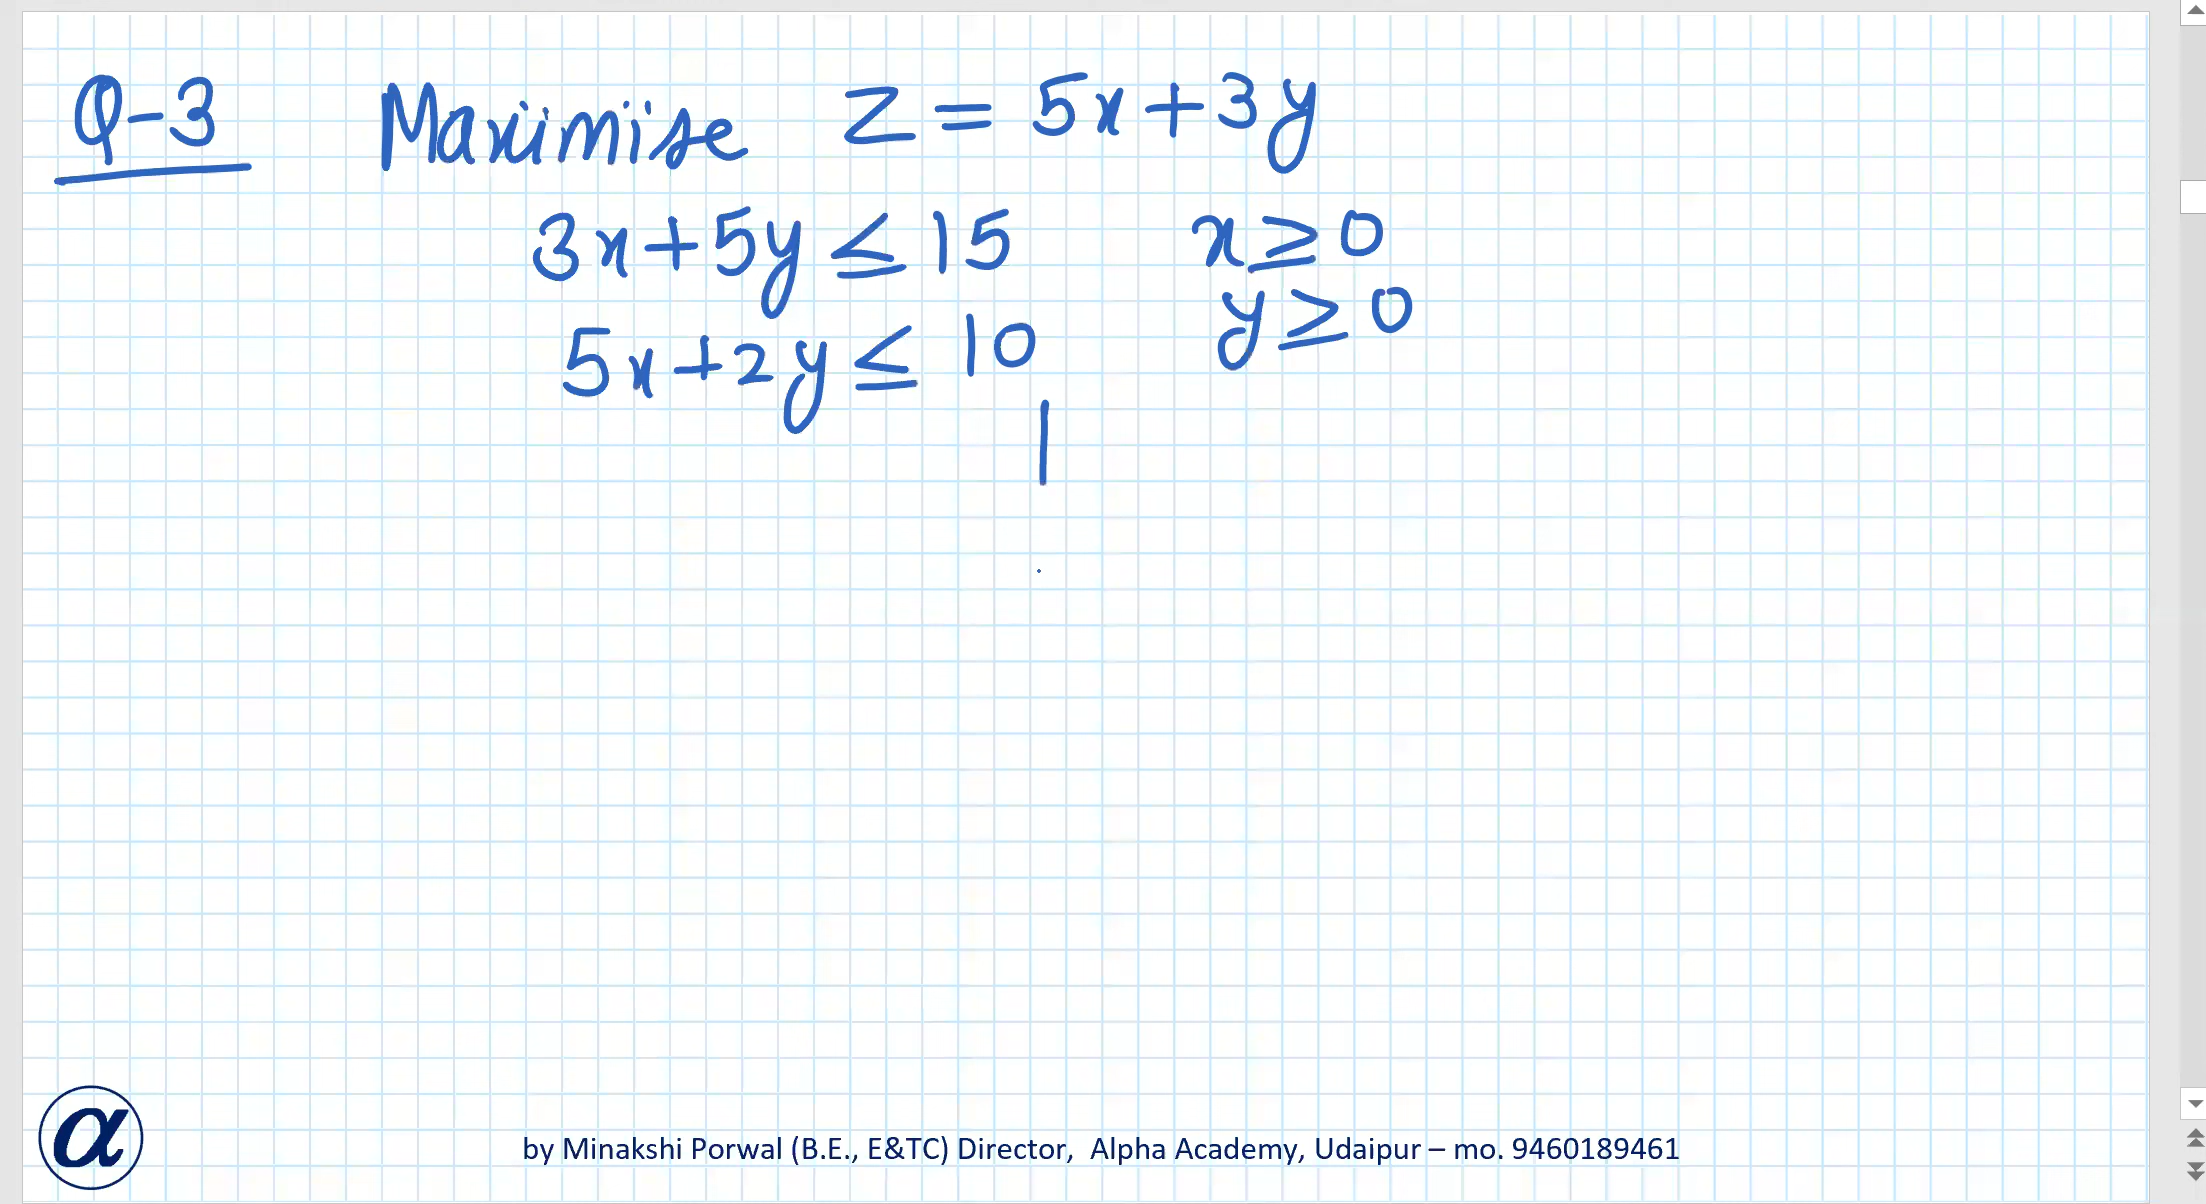 Q-3 Maximise Z = 5x + 3y
3x + 5y ≤ 15 x ≥ 0
5x + 2y ≤ 10 y ≥ 0
α
by Minakshi Porwal (B.E., E&TC) Director, Alpha Academy, Udaipur – mo. 9460189461